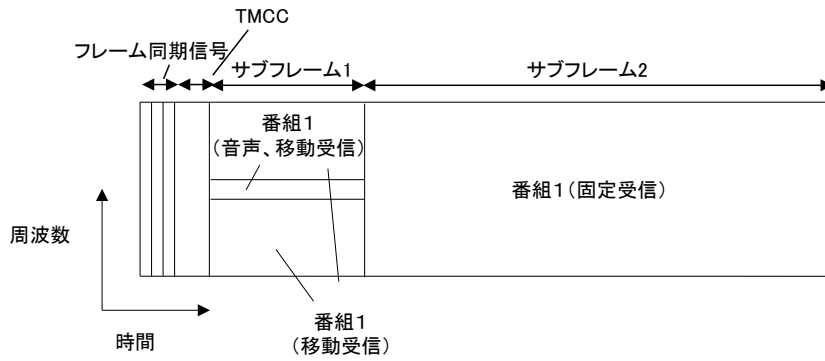 TMCC
フレーム同期信号
サブフレーム1
サブフレーム2
番組1
（音声、移動受信）
番組1（固定受信）
周波数
時間
番組1
（移動受信）